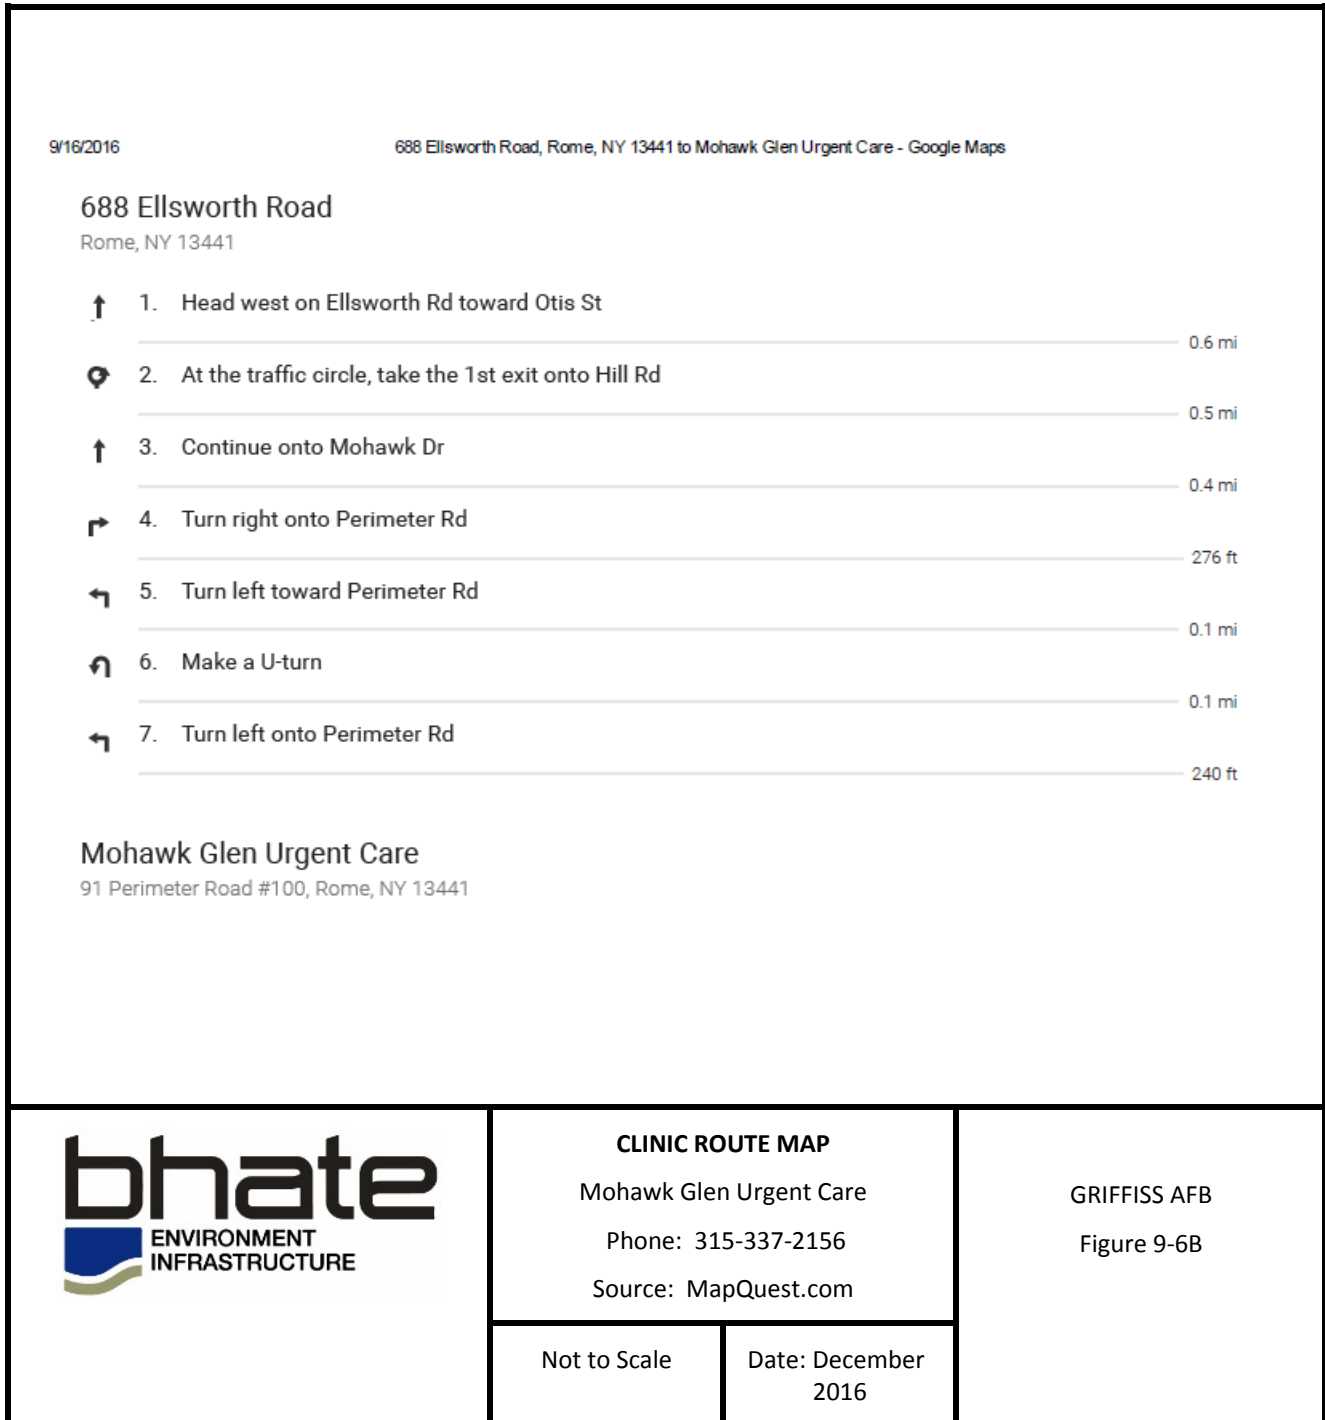 9/16/2016 688 Ellsworth Road, Rome, NY 13441 to Mohawk Glen Urgent Care - Google Maps
688 Ellsworth Road
Rome, NY 13441
1. Head west on Ellsworth Rd toward Otis St
0.6 mi
2. At the traffic circle, take the 1st exit onto Hill Rd
0.5 mi
3. Continue onto Mohawk Dr
0.4 mi
4. Turn right onto Perimeter Rd
276 ft
5. Turn left toward Perimeter Rd
0.1 mi
6. Make a U-turn
0.1 mi
7. Turn left onto Perimeter Rd
240 ft
Mohawk Glen Urgent Care
91 Perimeter Road #100, Rome, NY 13441
bhate
ENVIRONMENT
INFRASTRUCTURE
CLINIC ROUTE MAP
Mohawk Glen Urgent Care
Phone: 315-337-2156
Source: MapQuest.com
Not to Scale
Date: December
2016
GRIFFISS AFB
Figure 9-6B